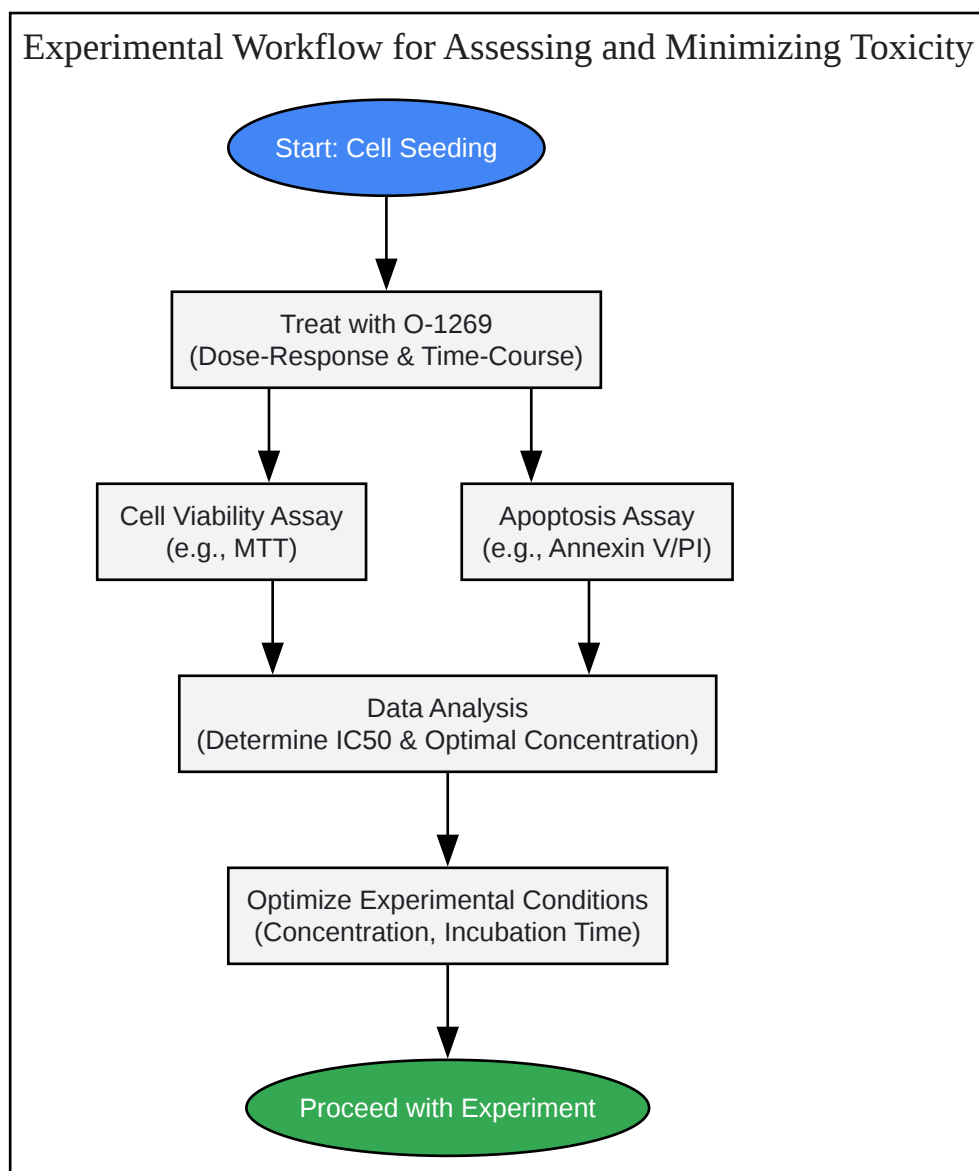 Experimental Workflow for Assessing and Minimizing Toxicity
Start: Cell Seeding
Treat with O-1269
(Dose-Response & Time-Course)
Cell Viability Assay
(e.g., MTT)
Apoptosis Assay
(e.g., Annexin V/PI)
Data Analysis
(Determine IC50 & Optimal Concentration)
Optimize Experimental Conditions
(Concentration, Incubation Time)
Proceed with Experiment